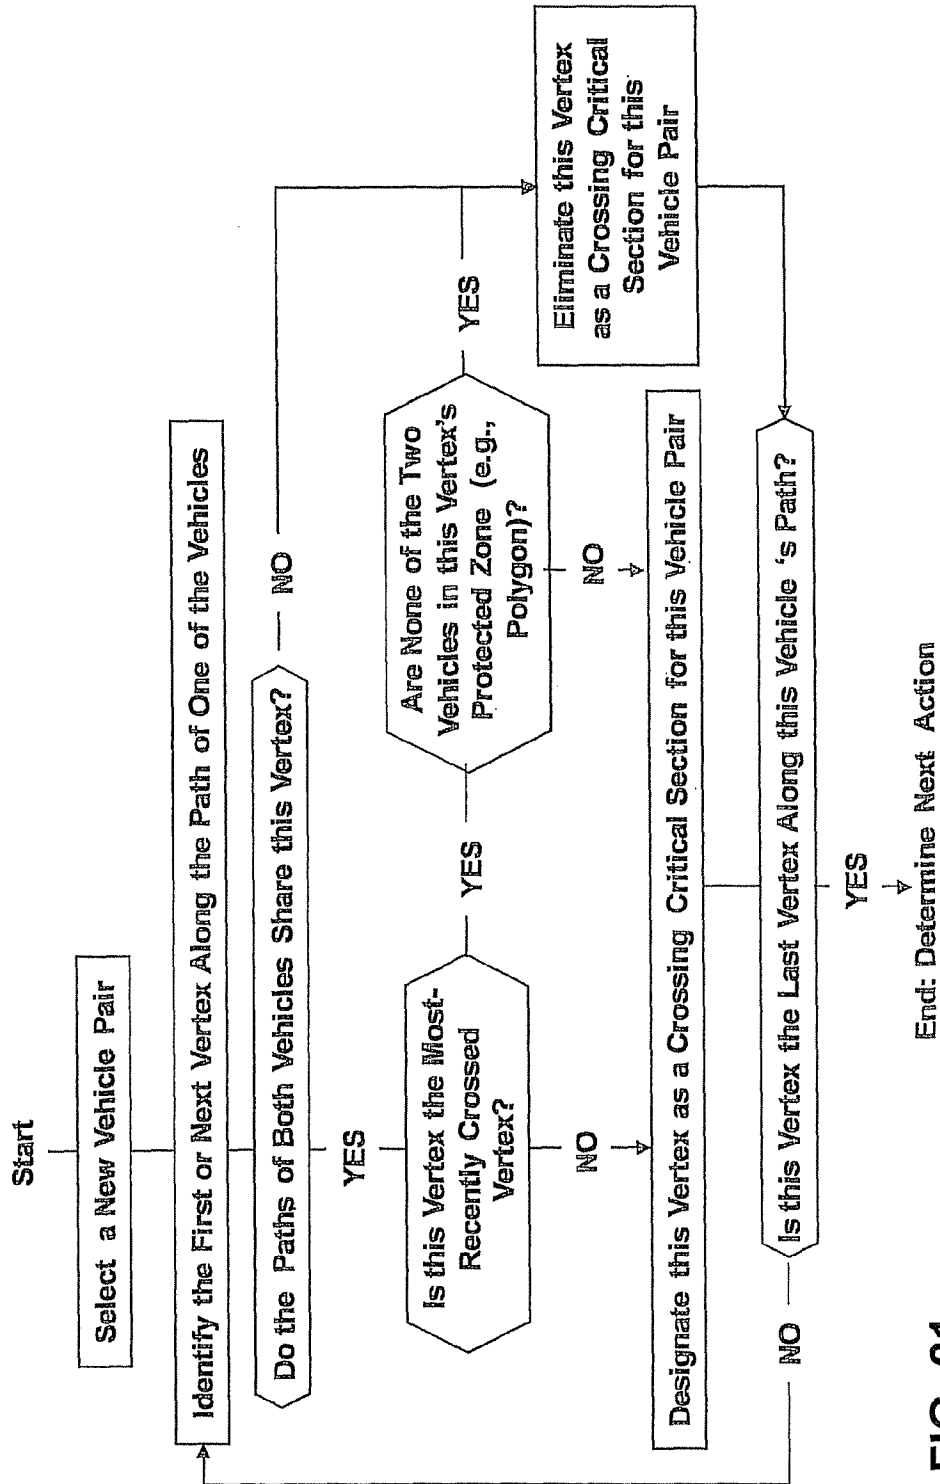 Start
Select a New Vehicle Pair
Identify the First or Next Vertex Along the Path of One of the Vehicles
Do the Paths of Both Vehicles Share this Vertex?
NO
YES
Is this Vertex the Most-
Recently Crossed
Vertex?
YES
Are None of the Two
Vehicles in this Vertex's
Protected Zone (e.g.,
Polygon)?
YES
Eliminate this Vertex
as a Crossing Critical
Section for this
Vehicle Pair
NO
NO
Designate this Vertex as a Crossing Critical Section for this Vehicle Pair
Is this Vertex the Last Vertex Along this Vehicle 's Path?
NO
YES
End: Determine Next Action
FIG.